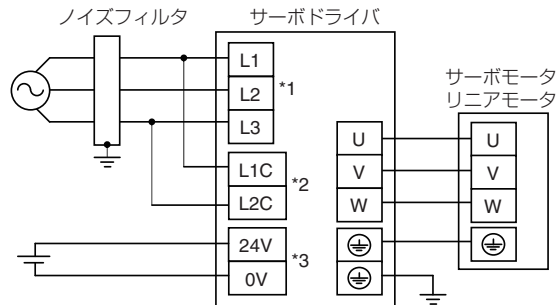 ノイズフィルタ
サーボドライバ
L1
L2
L3
*1
L1C
L2C
*2
24V
0V
*3
U
V
W
サーボモータ
リニアモータ
U
V
W